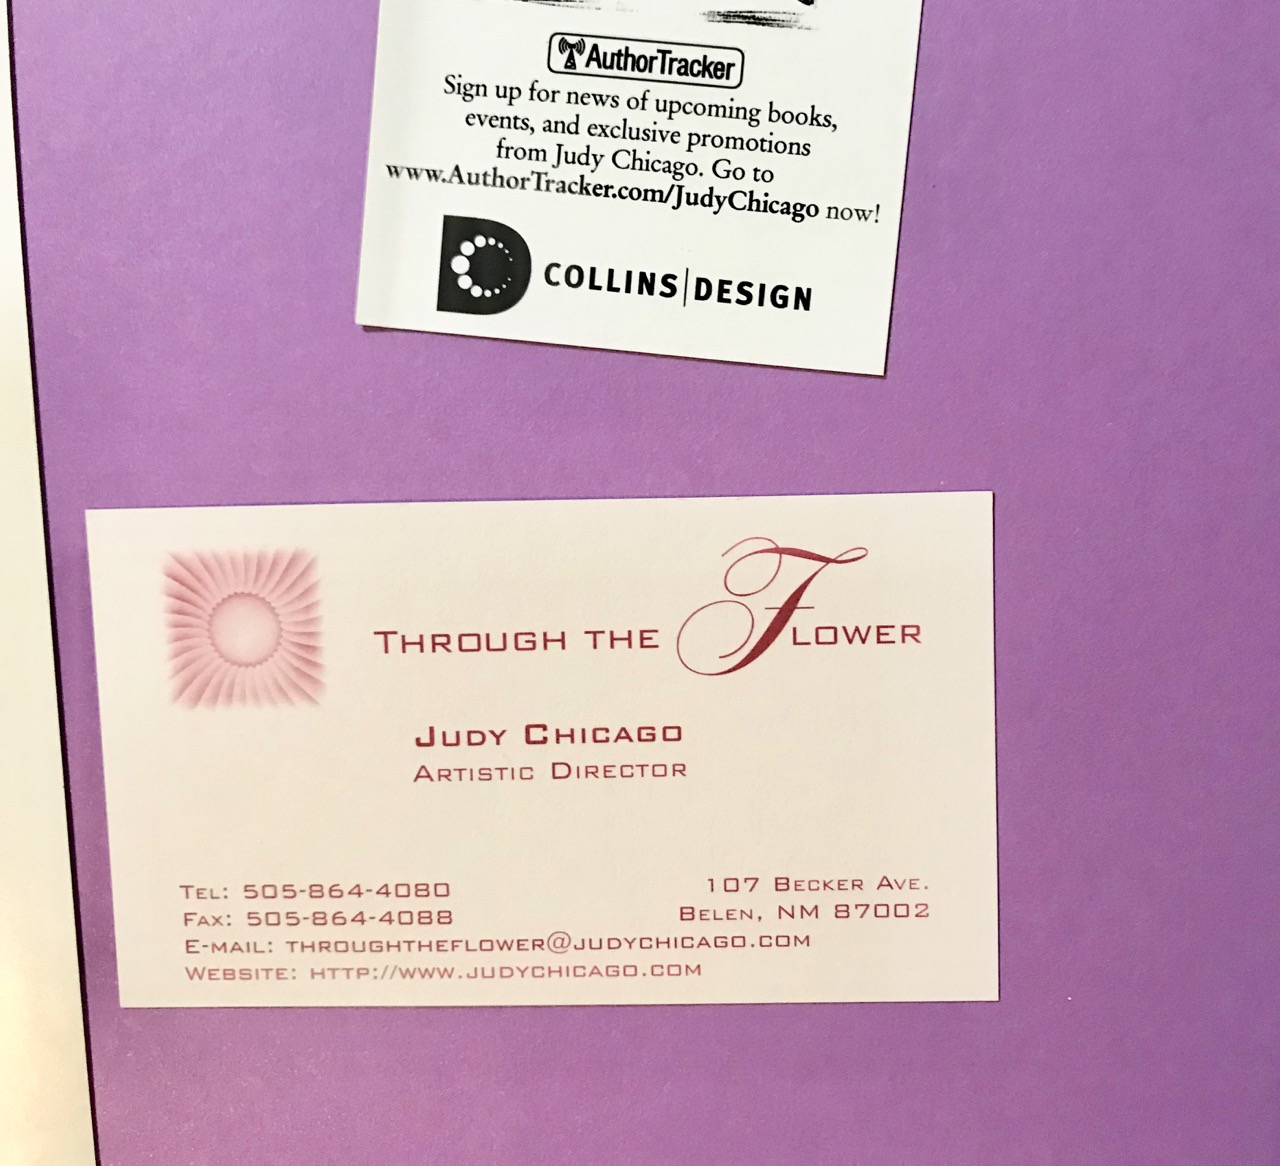 AuthorTracker
Sign up for news of upcoming books,
events, and exclusive promotions
from Judy Chicago. Go to
www.AuthorTracker.com/JudyChicago now!
COLLINS|DESIGN
THROUGH THE FLOWER
JUDY CHICAGO
ARTISTIC DIRECTOR
TEL: 505-864-4080
FAX: 505-864-4088
E-MAIL: THROUGHTHEFLOWER@JUDYCHICAGO.COM
WEBSITE: HTTP://WWW.JUDYCHICAGO.COM
107 BECKER AVE.
BELEN, NM 87002